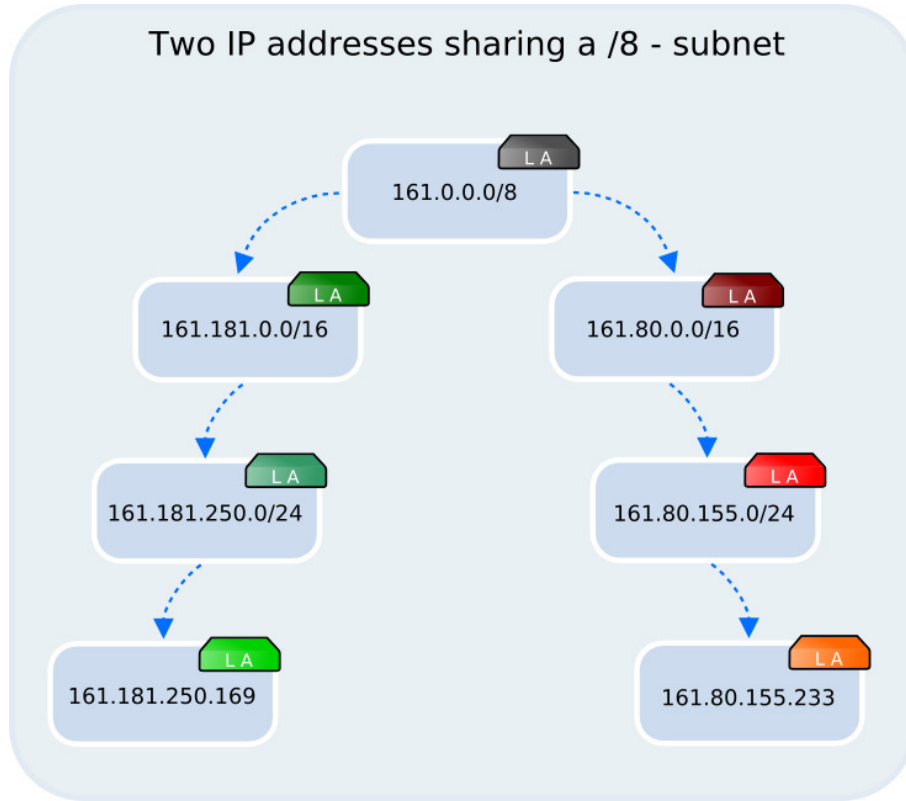 Two IP addresses sharing a /8 - subnet
L A
161.0.0.0/8
L A
161.181.0.0/16
L A
161.80.0.0/16
L A
161.181.250.0/24
L A
161.80.155.0/24
L A
161.181.250.169
L A
161.80.155.233